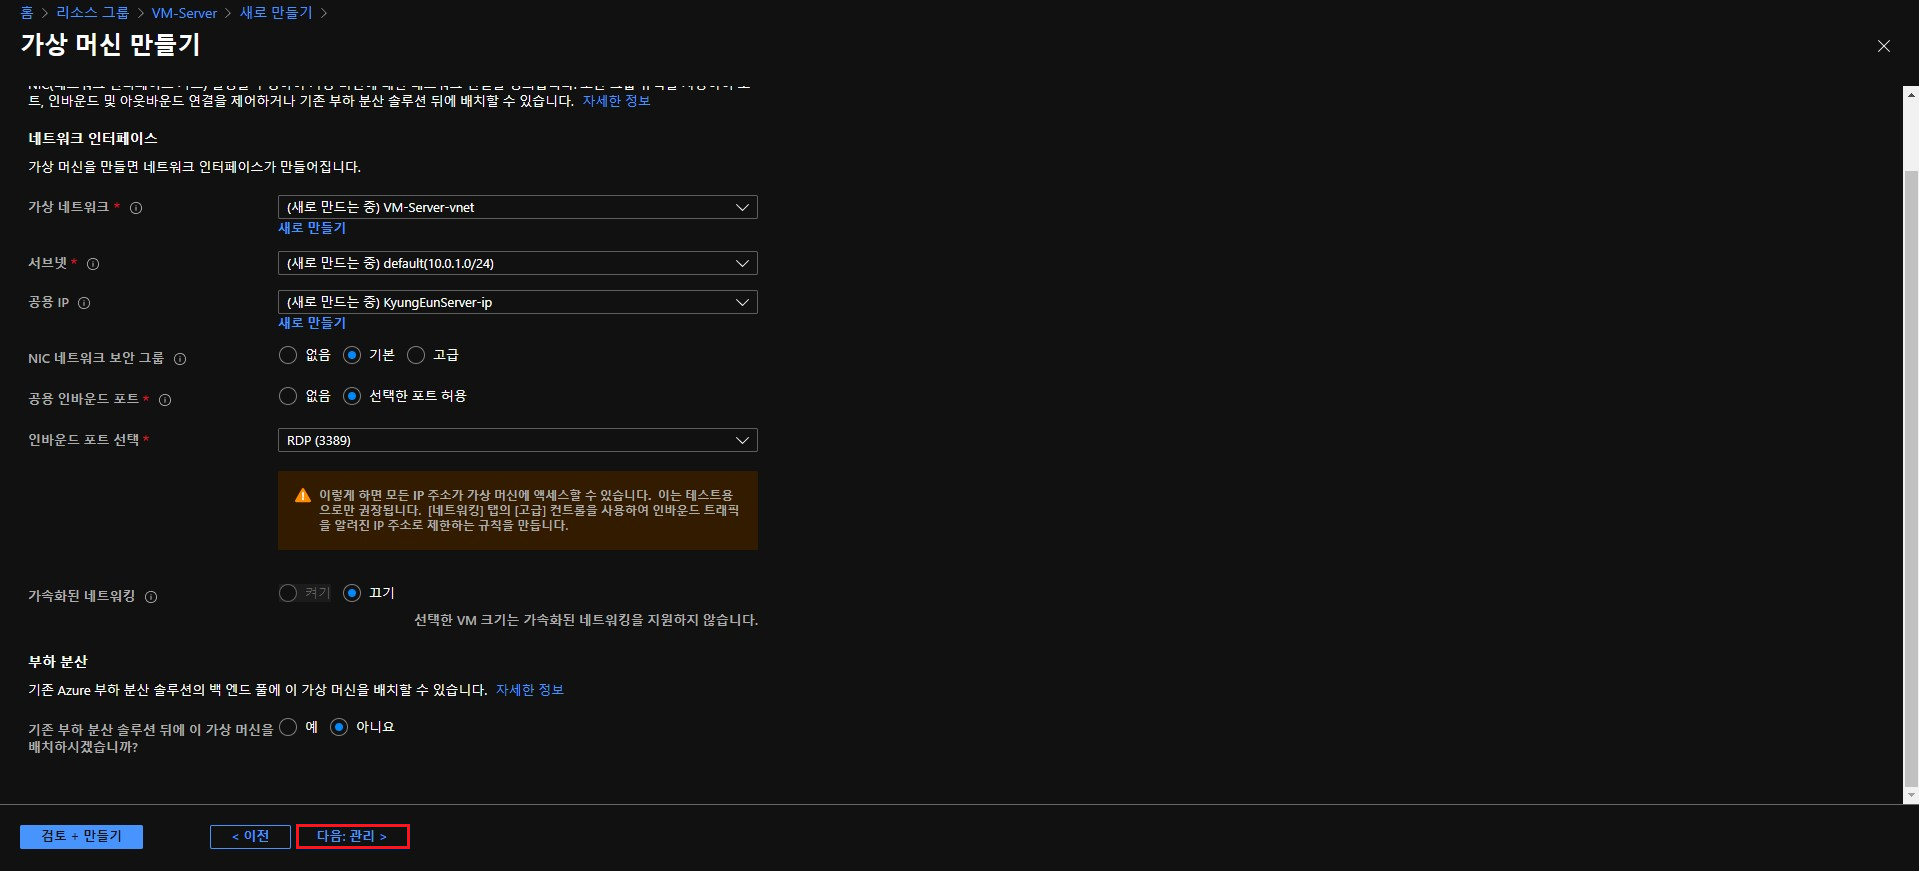 홈 > 리소스 그룹 > VM-Server > 새로 만들기 >
가상 머신 만들기
트, 인바운드 및 아웃바운드 연결을 제어하거나 기존 부하 분산 솔루션 뒤에 배치할 수 있습니다. 자세한 정보
네트워크 인터페이스
가상 머신을 만들면 네트워크 인터페이스가 만들어집니다.
가상 네트워크 *
(새로 만드는 중) VM-Server-vnet
새로 만들기
서브넷 *
(새로 만드는 중) default(10.0.1.0/24)
공용 IP
(새로 만드는 중) KyungEunServer-ip
새로 만들기
NIC 네트워크 보안 그룹
없음 기본 고급
공용 인바운드 포트 *
없음 선택한 포트 허용
인바운드 포트 선택 *
RDP (3389)
이렇게 하면 모든 IP 주소가 가상 머신에 액세스할 수 있습니다. 이는 테스트용
으로만 권장됩니다. [네트워킹] 탭의 [고급] 컨트롤을 사용하여 인바운드 트래픽
을 알려진 IP 주소로 제한하는 규칙을 만듭니다.
가속화된 네트워킹
켜기 끄기
선택한 VM 크기는 가속화된 네트워킹을 지원하지 않습니다.
부하 분산
기존 Azure 부하 분산 솔루션의 백 엔드 풀에 이 가상 머신을 배치할 수 있습니다. 자세한 정보
기존 부하 분산 솔루션 뒤에 이 가상 머신을
배치하시겠습니까?
예 아니요
검토 + 만들기
< 이전
다음: 관리 >